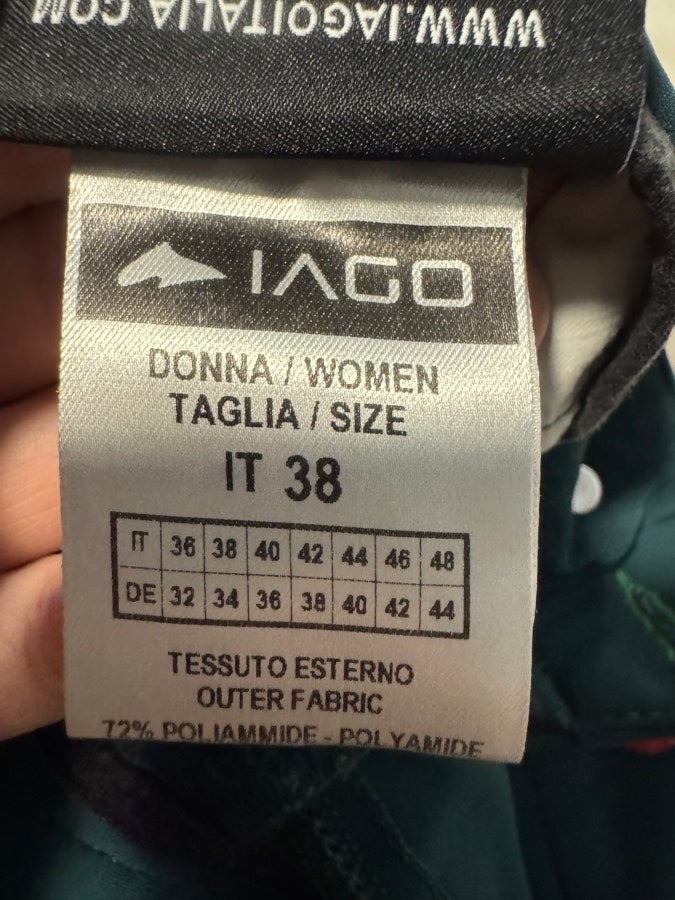 WWW.IAGOITALIA.COM
IAGO
DONNA / WOMEN
TAGLIA / SIZE
IT 38
IT 36 38 40 42 44 46 48
DE 32 34 36 38 40 42 44
TESSUTO ESTERNO
OUTER FABRIC
72% POLIAMMIDE - POLYAMIDE